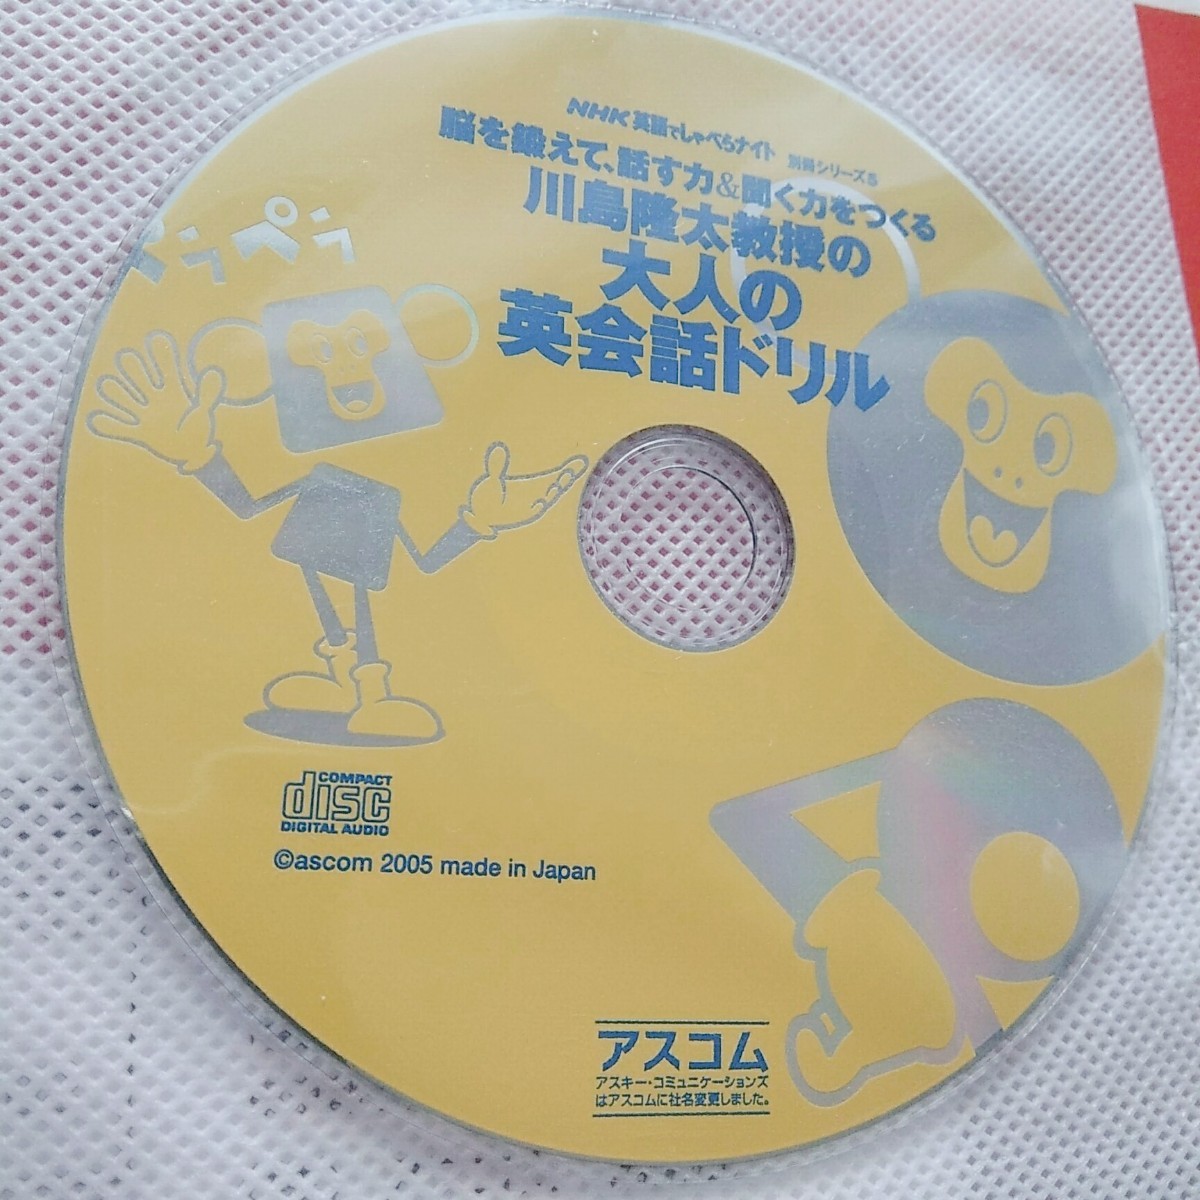 NHK 英語でしゃべらナイト 別冊シリーズ5
脳を鍛えて、話す力&聞く力をつくる
川島隆太教授の
大人の
英会話ドリル
COMPACT
disc
DIGITAL AUDIO
©ascom 2005 made in Japan
アスコム
アスキー・コミュニケーションズ
はアスコムに社名変更しました。